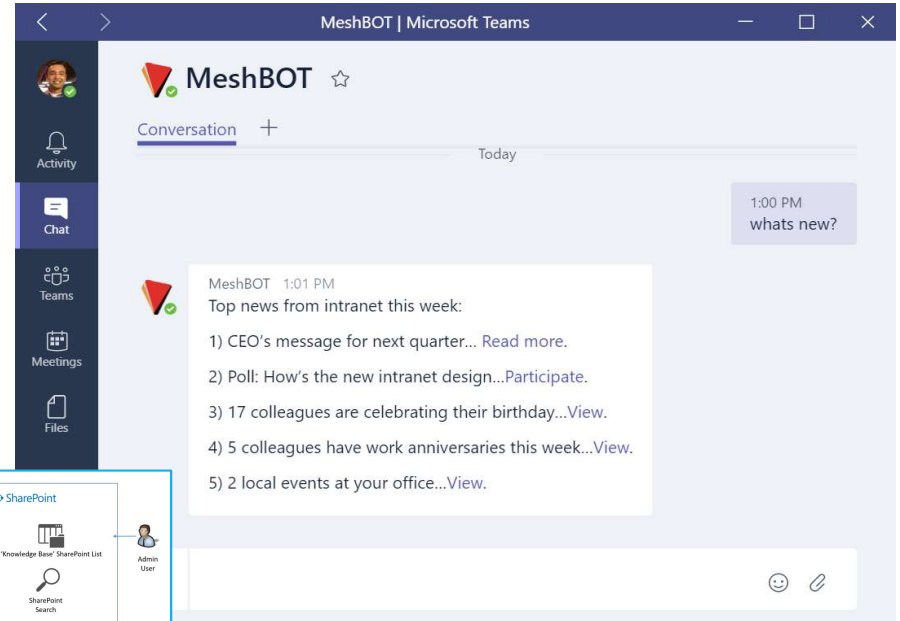 MeshBOT | Microsoft Teams
MeshBOT
Conversation
Activity
Today
1:00 PM
whats new?
Chat
Teams
Meetings
Files
MeshBOT 1:01 PM
Top news from intranet this week:
1) CEO's message for next quarter... Read more.
2) Poll: How's the new intranet design...Participate.
3) 17 colleagues are celebrating their birthday...View.
4) 5 colleagues have work anniversaries this week...View.
5) 2 local events at your office...View.
SharePoint
'Knowledge Base' SharePoint List
Admin
User
SharePoint
Search